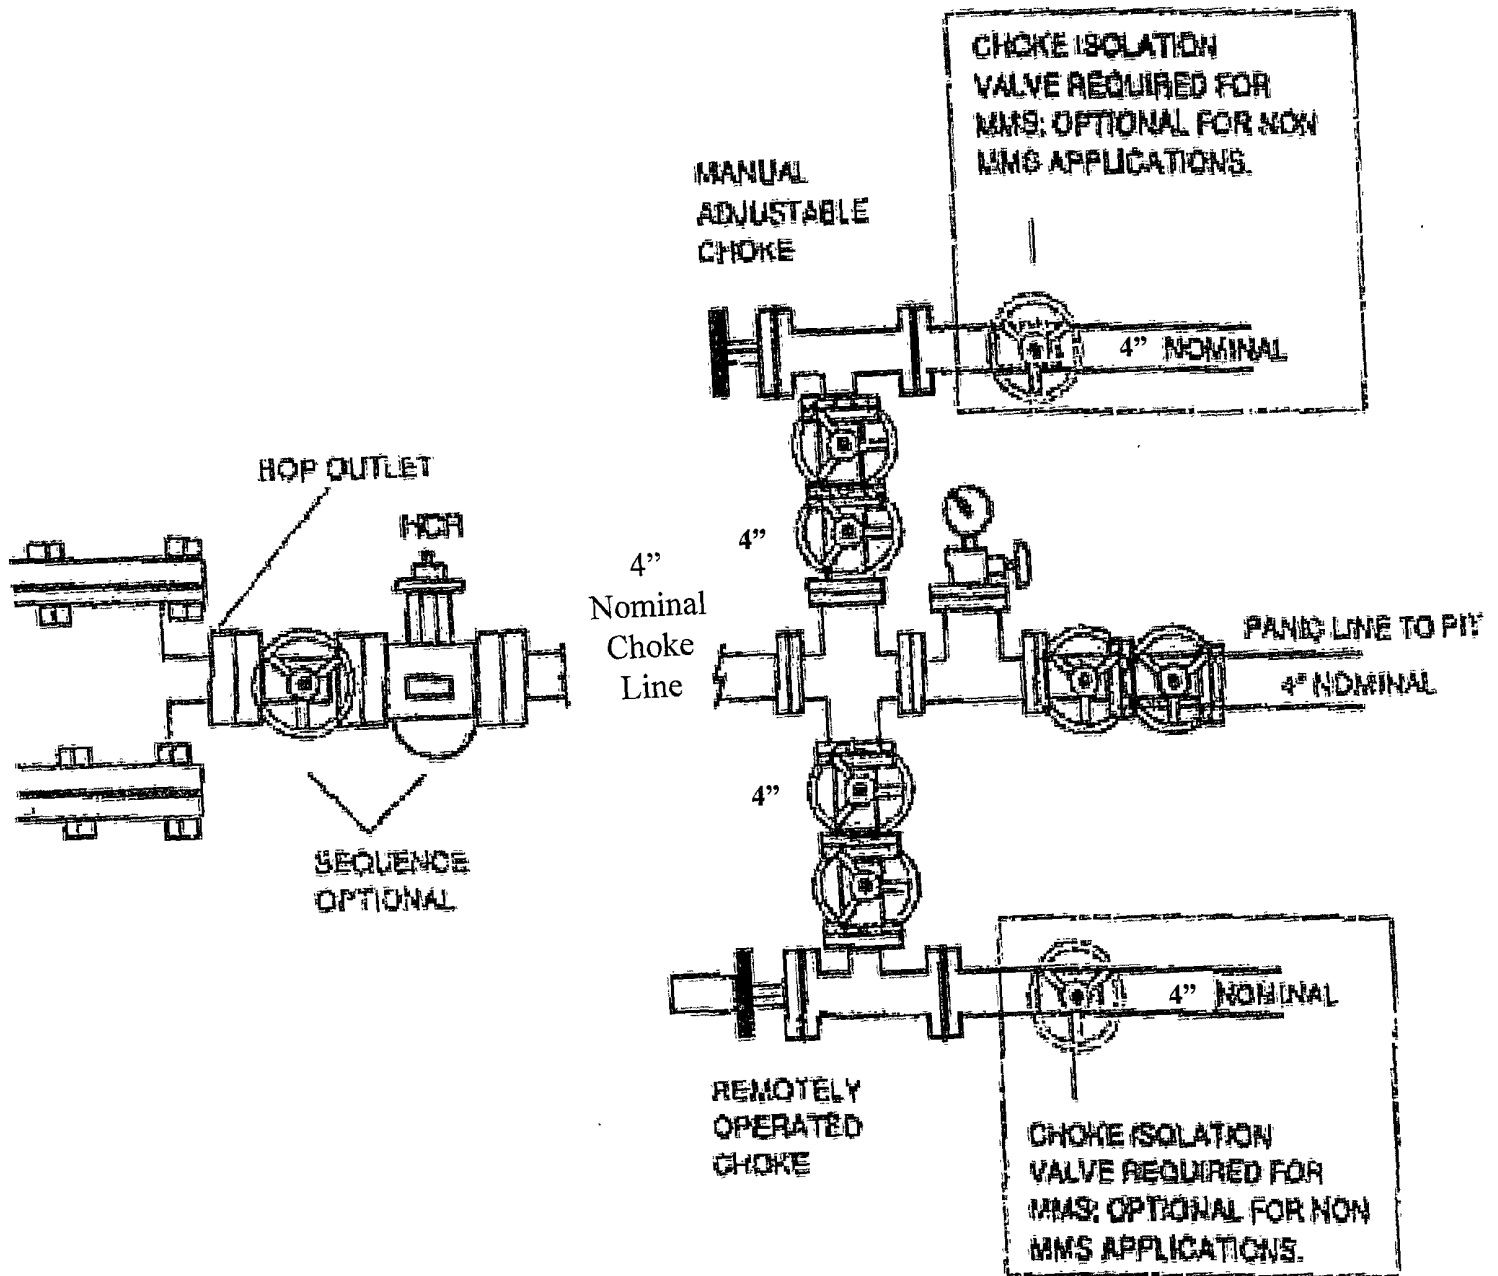 CHOKE ISOLATION
VALVE REQUIRED FOR
MMS: OPTIONAL FOR NON
MMS APPLICATIONS.
MANUAL
ADJUSTABLE
CHOKE
4” NOMINAL
BOP OUTLET
HCR
4”
4”
Nominal
Choke
Line
PANIC LINE TO PIT
4" NOMINAL
4”
SEQUENCE
OPTIONAL
4” NOMINAL
REMOTELY
OPERATED
CHOKE
CHOKE ISOLATION
VALVE REQUIRED FOR
MMS: OPTIONAL FOR NON
MMS APPLICATIONS.